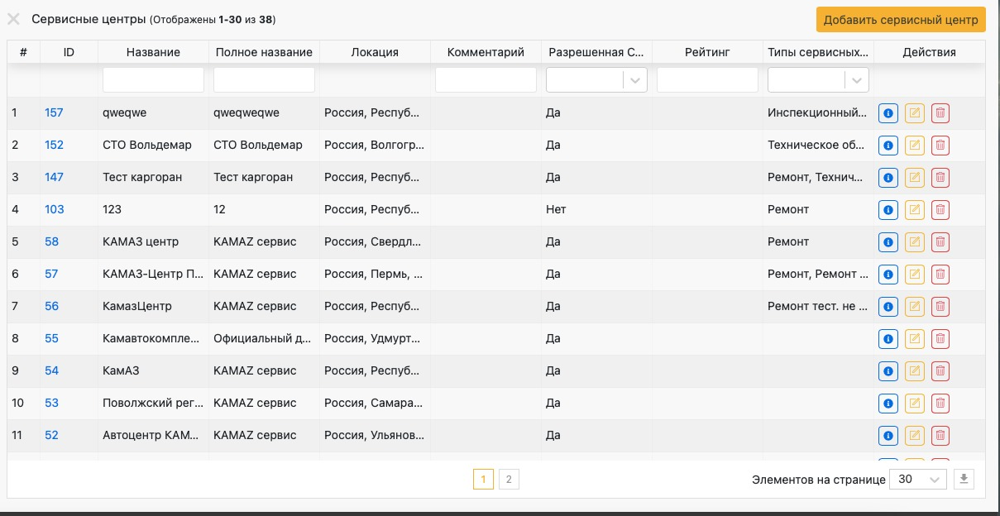 Сервисные центры (Отображены 1-30 из 38)
Добавить сервисный центр
# ID Название Полное название Локация Комментарий Разрешенная С... Рейтинг Типы сервисных... Действия
1 157 qweqwe qweqweqwe Россия, Респуб... Да Инспекционный...
2 152 СТО Вольдемар СТО Вольдемар Россия, Волгогр... Да Техническое об...
3 147 Тест каргоран Тест каргоран Россия, Респуб... Да Ремонт, Технич...
4 103 123 12 Россия, Респуб... Нет Ремонт
5 58 КАМАЗ центр KAMAZ сервис Россия, Свердл... Да Ремонт
6 57 КАМАЗ-Центр П... KAMAZ сервис Россия, Пермь, ... Да Ремонт, Ремонт ...
7 56 КамазЦентр KAMAZ сервис Россия, Респуб... Да Ремонт тест. не ...
8 55 Камавтокомпле... Официальный д... Россия, Удмурт... Да
9 54 КамАЗ KAMAZ сервис Россия, Респуб... Да
10 53 Поволжский рег... KAMAZ сервис Россия, Самара... Да
11 52 Автоцентр КАМ... KAMAZ сервис Россия, Ульянов... Да
1 2 Элементов на странице 30